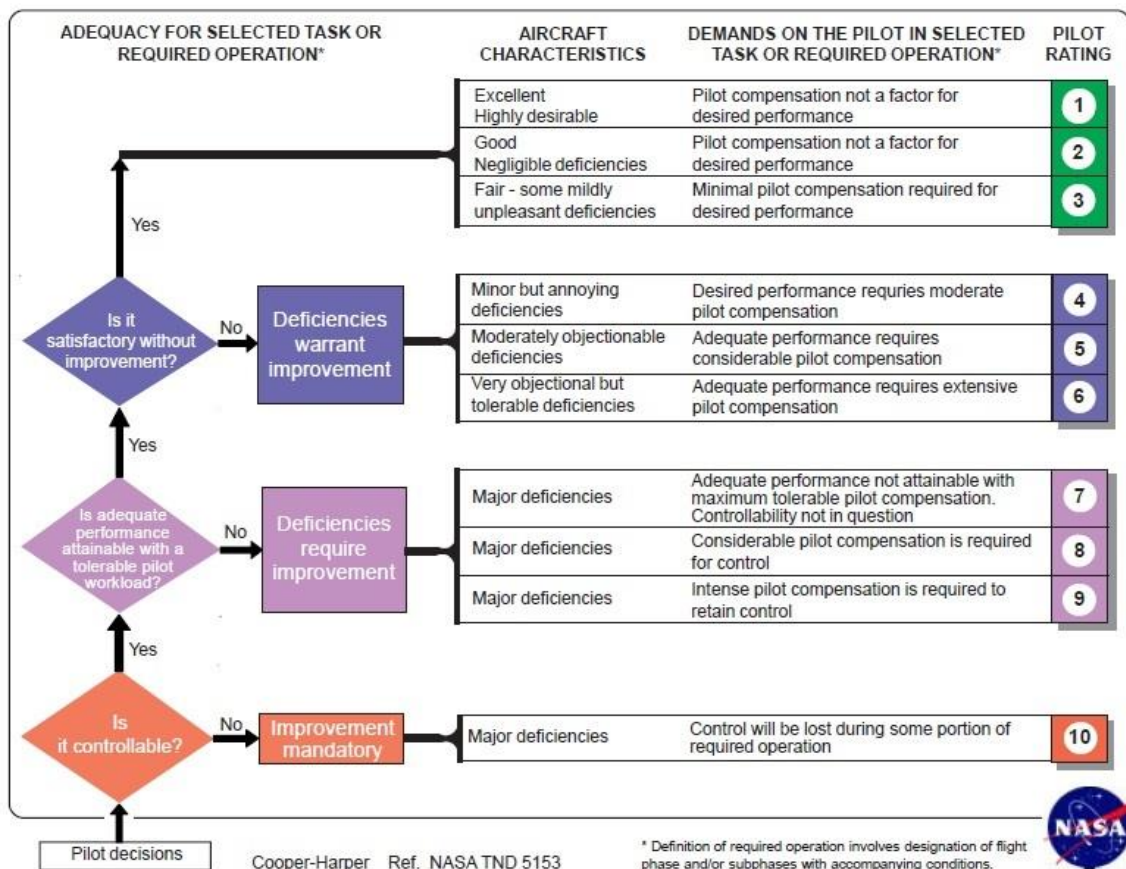 ADEQUACY FOR SELECTED TASK OR
REQUIRED OPERATION*
AIRCRAFT
CHARACTERISTICS
DEMANDS ON THE PILOT IN SELECTED
TASK OR REQUIRED OPERATION*
PILOT
RATING
Excellent
Highly desirable
Pilot compensation not a factor for
desired performance
1
Good
Negligible deficiencies
Pilot compensation not a factor for
desired performance
2
Fair - some mildly
unpleasant deficiencies
Minimal pilot compensation required for
desired performance
3
Yes
Is it
satisfactory without
improvement?
No
Deficiencies
warrant
improvement
Minor but annoying
deficiencies
Desired performance requries moderate
pilot compensation
4
Moderately objectionable
deficiencies
Adequate performance requires
considerable pilot compensation
5
Very objectional but
tolerable deficiencies
Adequate performance requires extensive
pilot compensation
6
Yes
Is adequate
performance
attainable with a
tolerable pilot
workload?
No
Deficiencies
require
improvement
Major deficiencies
Adequate performance not attainable with
maximum tolerable pilot compensation.
Controllability not in question
7
Major deficiencies
Considerable pilot compensation is required
for control
8
Major deficiencies
Intense pilot compensation is required to
retain control
9
Yes
Is
it controllable?
No
Improvement
mandatory
Major deficiencies
Control will be lost during some portion of
required operation
10
Pilot decisions
Cooper-Harper Ref. NASA TND 5153
* Definition of required operation involves designation of flight
phase and/or subphases with accompanying conditions.
NASA